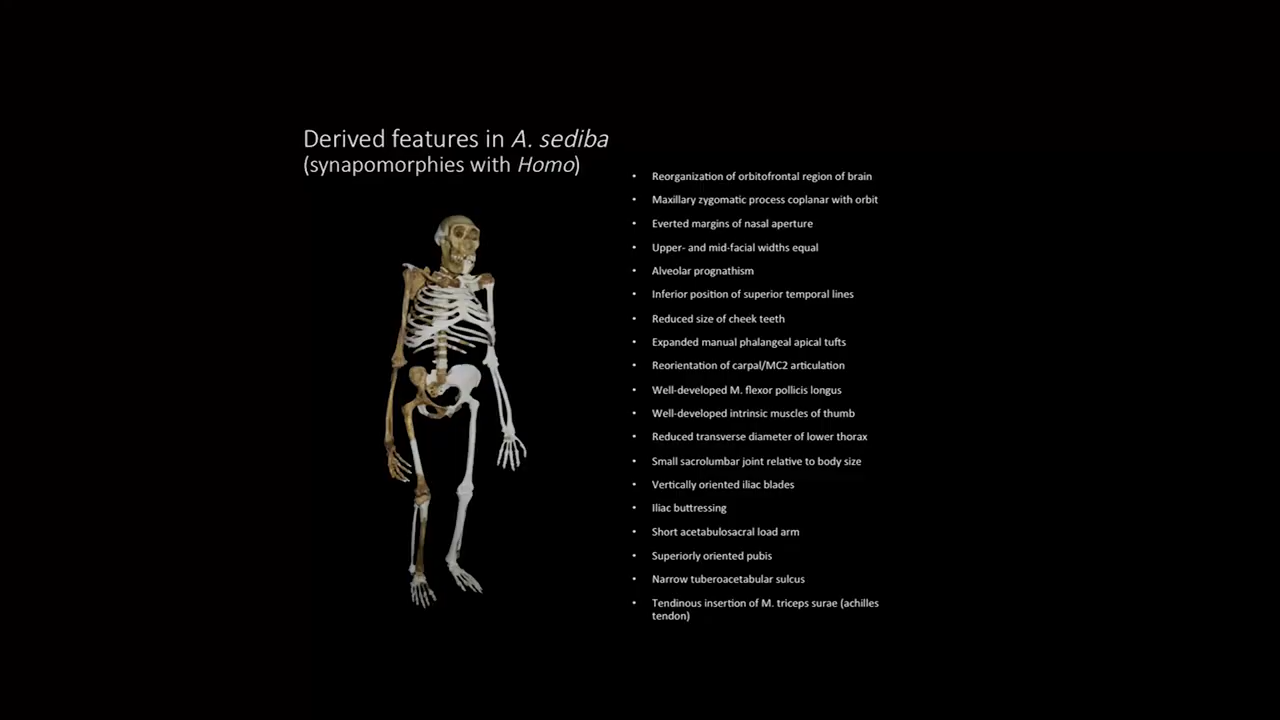 Derived features in A. sediba
(synapomorphies with Homo)
• Reorganization of orbitofrontal region of brain
• Maxillary zygomatic process coplanar with orbit
• Everted margins of nasal aperture
• Upper- and mid-facial widths equal
• Alveolar prognathism
• Inferior position of superior temporal lines
• Reduced size of cheek teeth
• Expanded manual phalangeal apical tufts
• Reorientation of carpal/MC2 articulation
• Well-developed M. flexor pollicis longus
• Well-developed intrinsic muscles of thumb
• Reduced transverse diameter of lower thorax
• Small sacrolumbar joint relative to body size
• Vertically oriented iliac blades
• Iliac buttressing
• Short acetabulosacral load arm
• Superiorly oriented pubis
• Narrow tuberoacetabular sulcus
• Tendinous insertion of M. triceps surae (achilles
tendon)